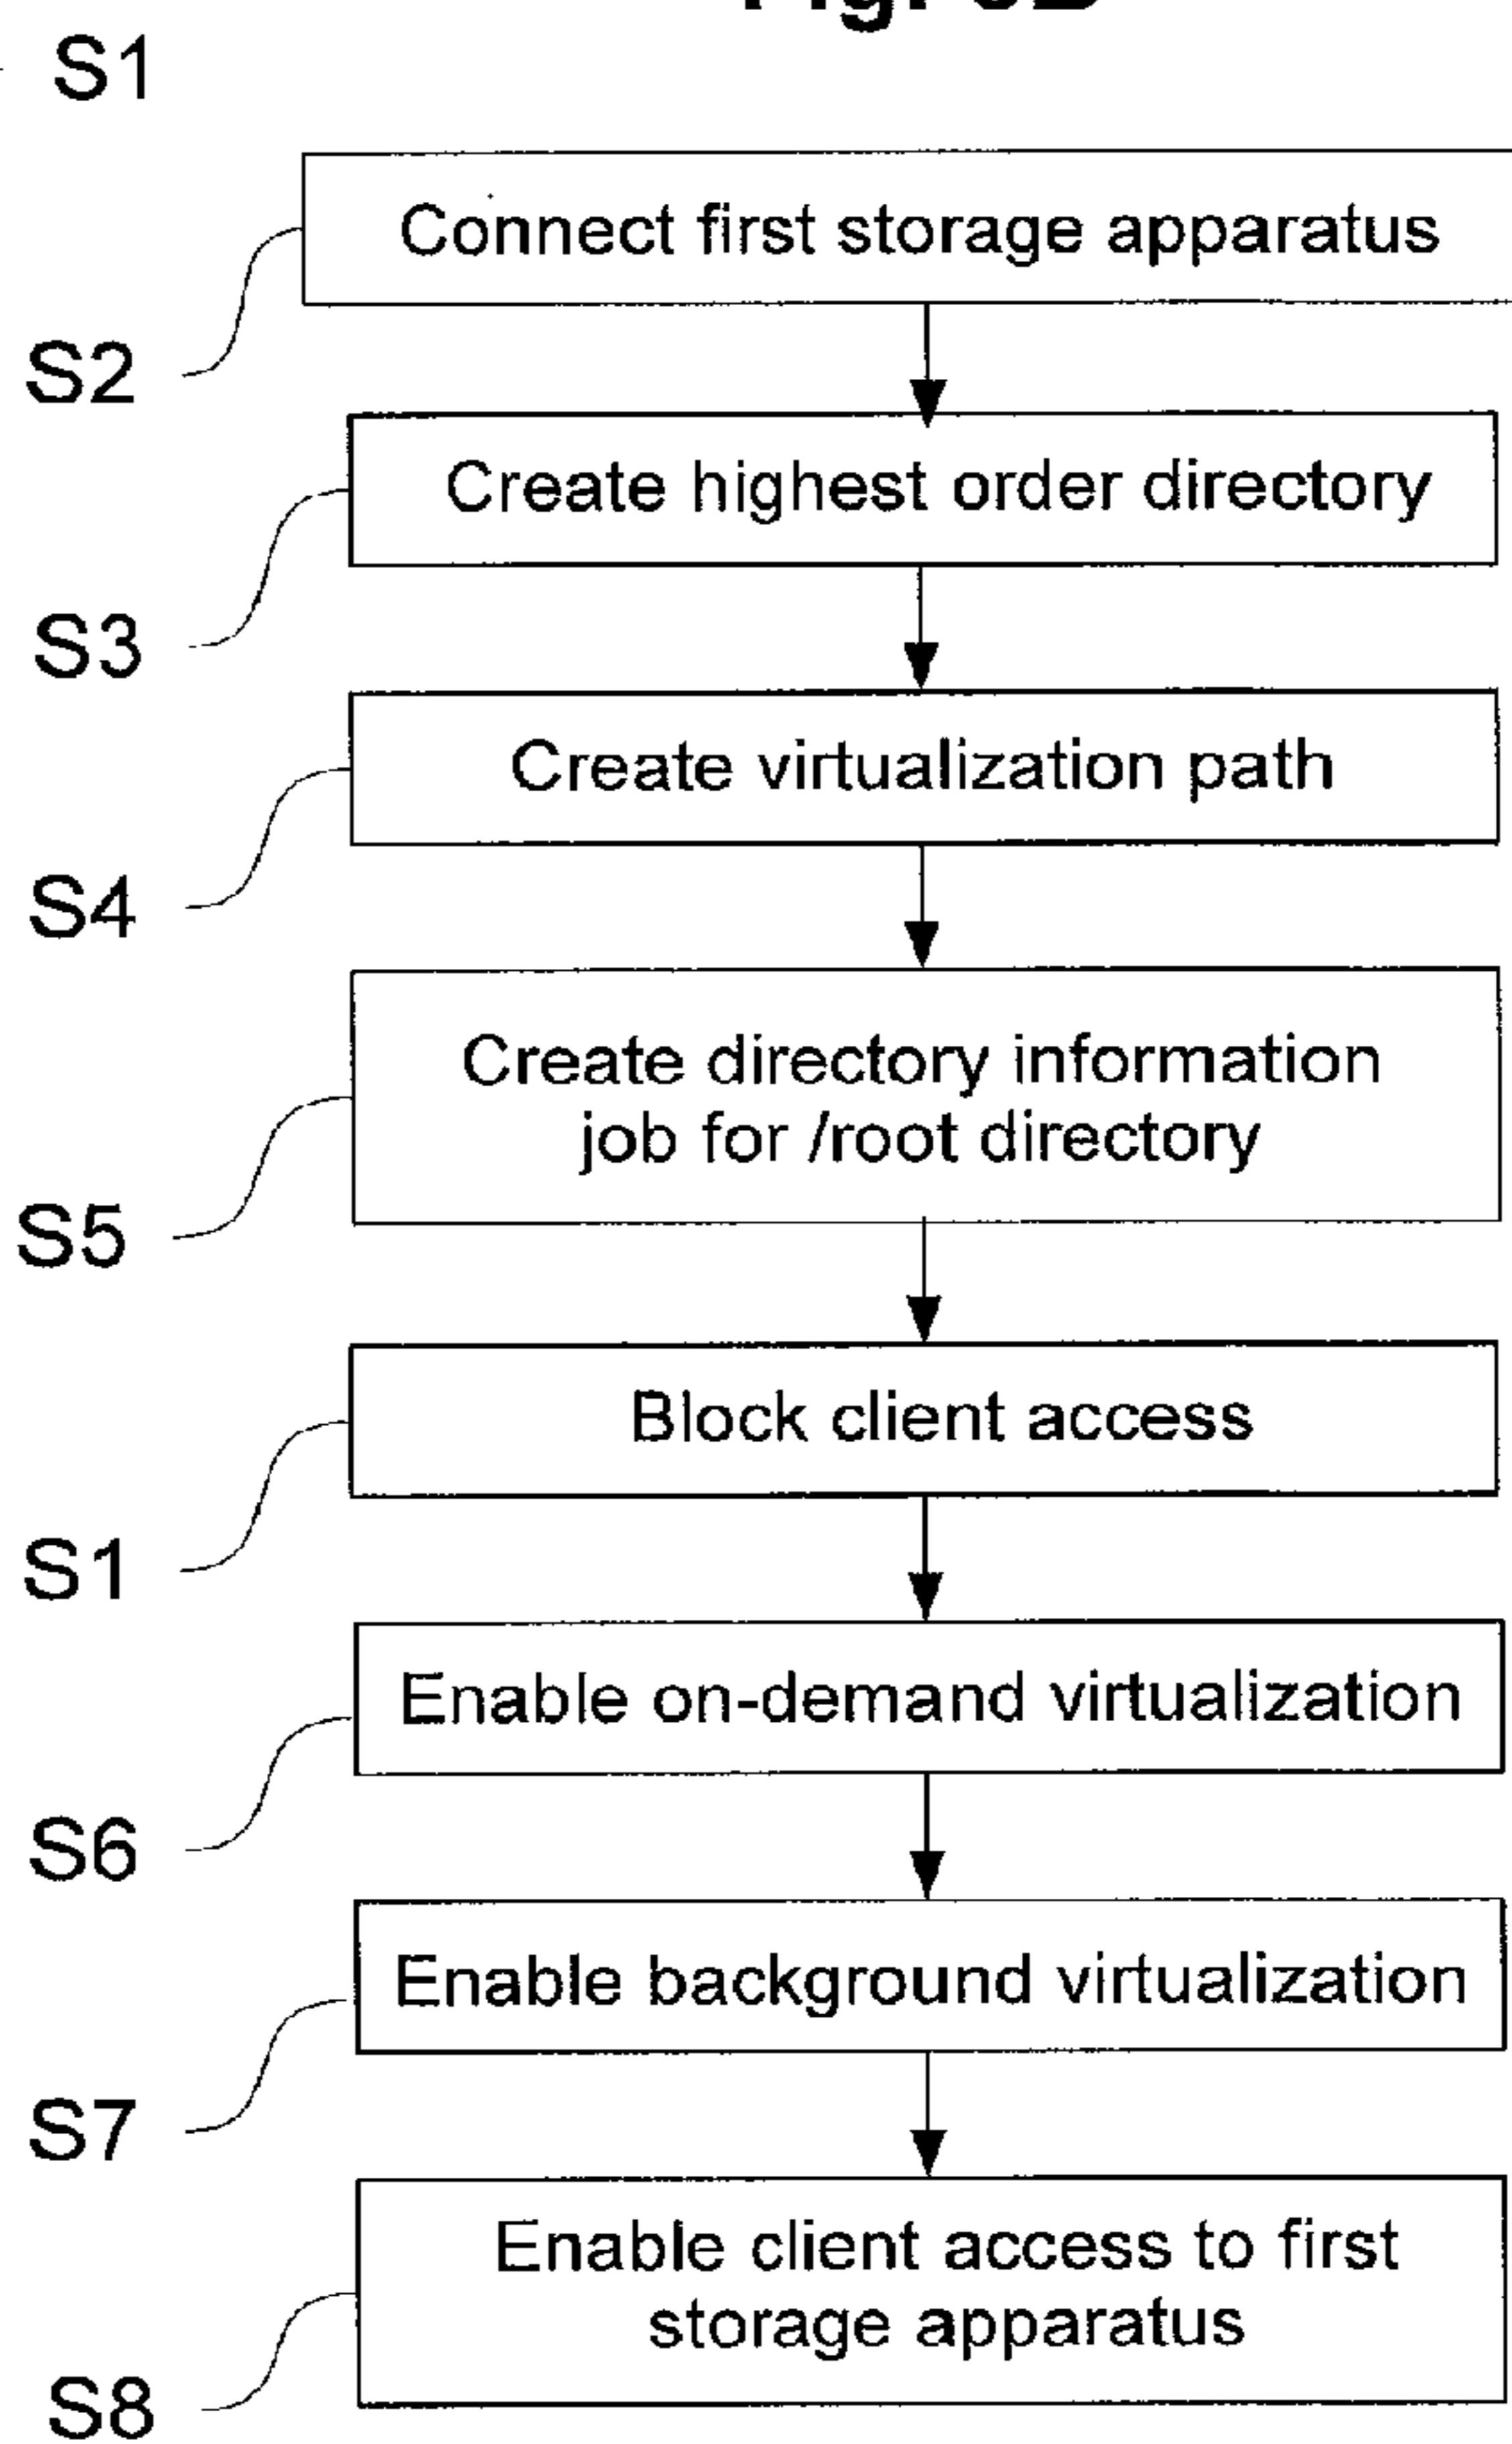 S1
Connect first storage apparatus
S2
Create highest order directory
S3
Create virtualization path
S4
Create directory information
job for /root directory
S5
Block client access
S1
Enable on-demand virtualization
S6
Enable background virtualization
S7
Enable client access to first
storage apparatus
S8